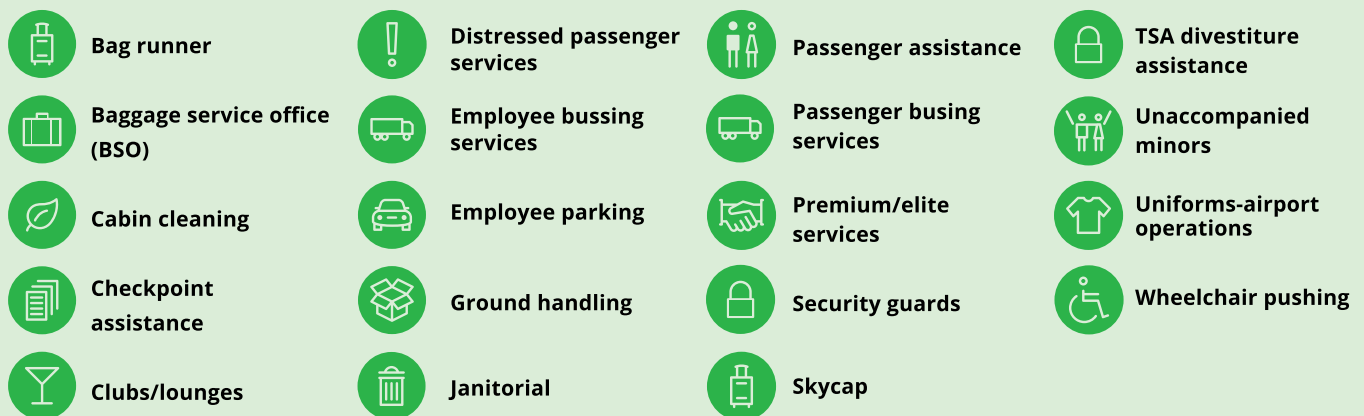 Bag runner
Baggage service office
(BSO)
Cabin cleaning
Checkpoint
assistance
Clubs/lounges
Distressed passenger
services
Employee bussing
services
Employee parking
Ground handling
Janitorial
Passenger assistance
Passenger busing
services
Premium/elite
services
Security guards
Skycap
TSA divestiture
assistance
Unaccompanied
minors
Uniforms-airport
operations
Wheelchair pushing